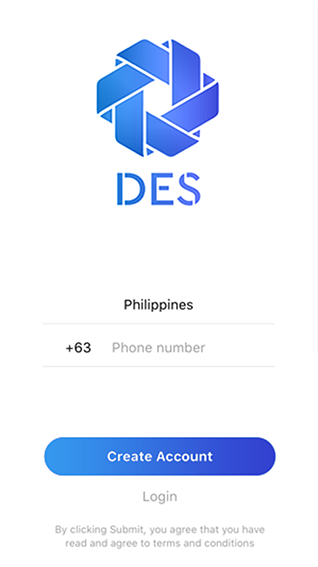 DES
Philippines
+63 Phone number
Create Account
Login
By clicking Submit, you agree that you have
read and agree to terms and conditions